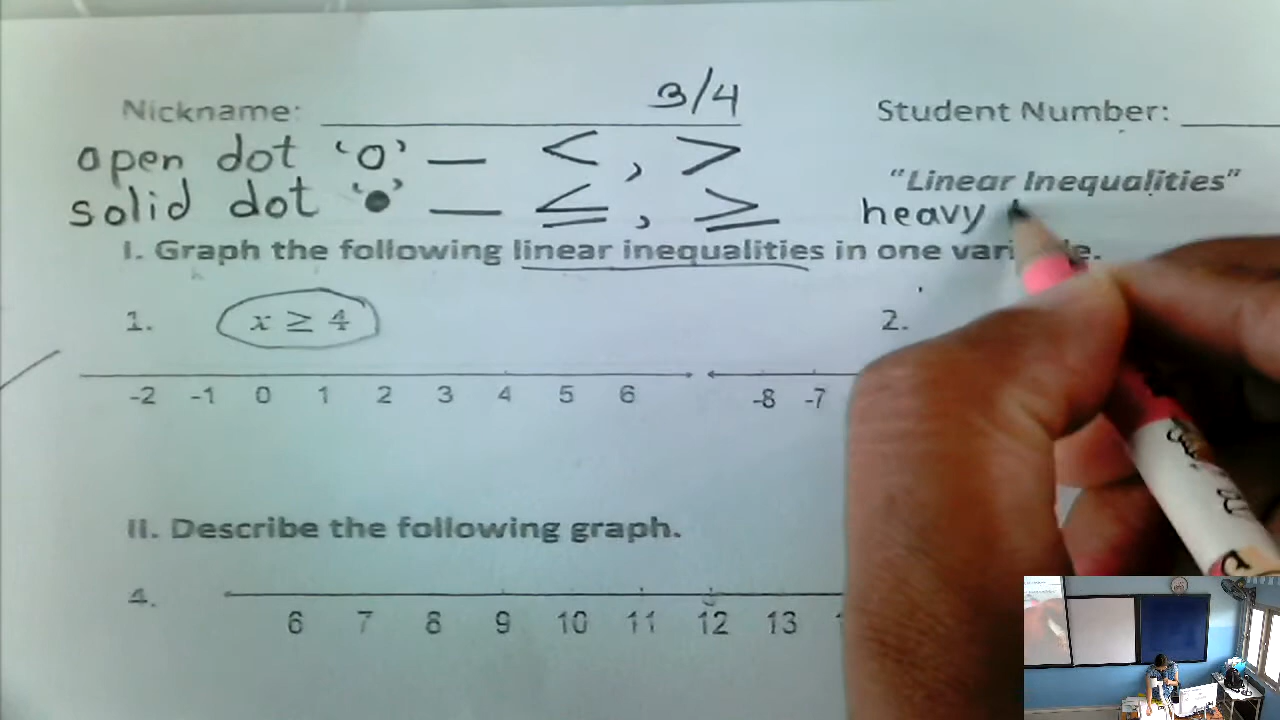 3/4
Nickname: Student Number:
open dot 'o' — <, >
"Linear Inequalities"
solid dot '●' — ≤, ≥
heavy
I. Graph the following linear inequalities in one
1. x ≥ 4
2.
-2 -1 0 1 2 3 4 5 6
-8 -7
II. Describe the following graph.
4.
6 7 8 9 10 11 12 13